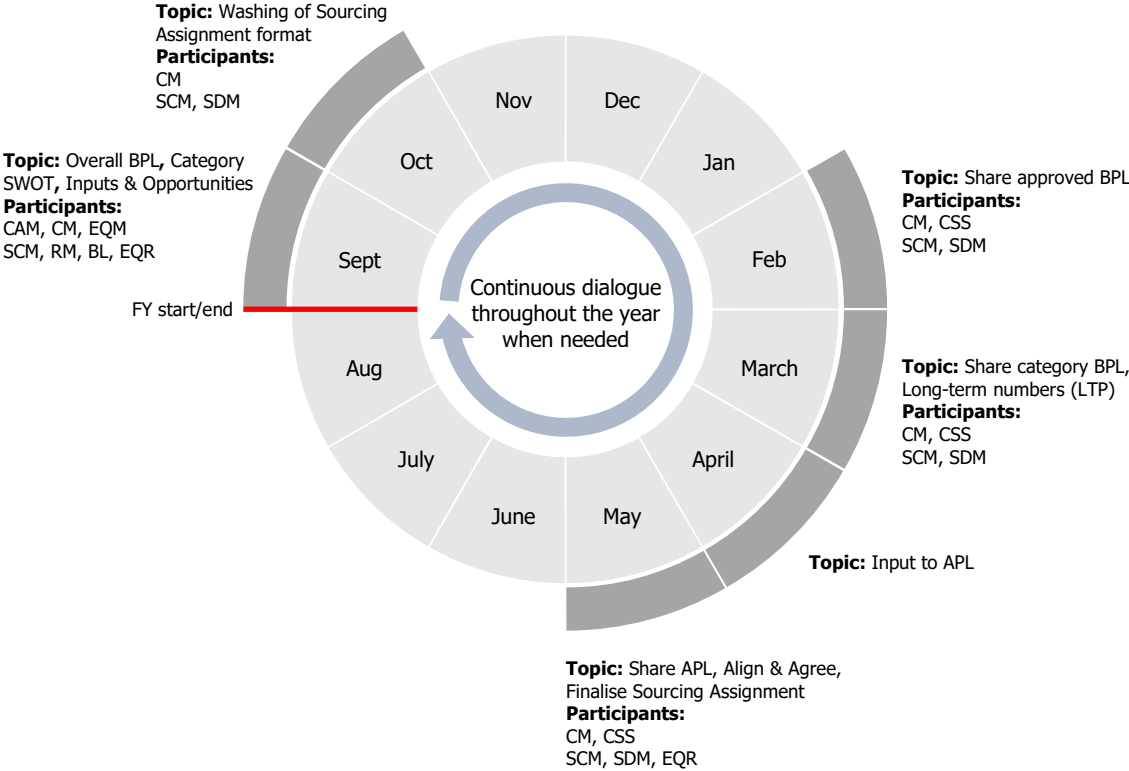 Topic: Washing of Sourcing
Assignment format
Participants:
CM
SCM, SDM
Topic: Overall BPL, Category
SWOT, Inputs & Opportunities
Participants:
CAM, CM, EQM
SCM, RM, BL, EQR
FY start/end
Nov
Dec
Oct
Jan
Sept
Feb
Aug
March
July
April
June
May
Continuous dialogue
throughout the year
when needed
Topic: Share approved BPL
Participants:
CM, CSS
SCM, SDM
Topic: Share category BPL,
Long-term numbers (LTP)
Participants:
CM, CSS
SCM, SDM
Topic: Input to APL
Topic: Share APL, Align & Agree,
Finalise Sourcing Assignment
Participants:
CM, CSS
SCM, SDM, EQR